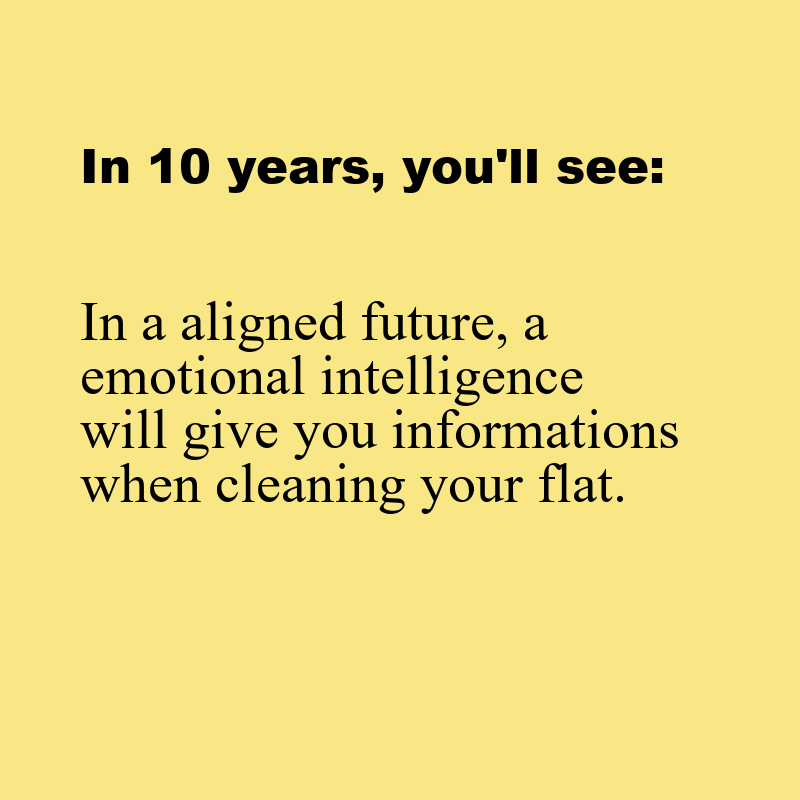 In 10 years, you'll see:
In a aligned future, a
emotional intelligence
will give you informations
when cleaning your flat.